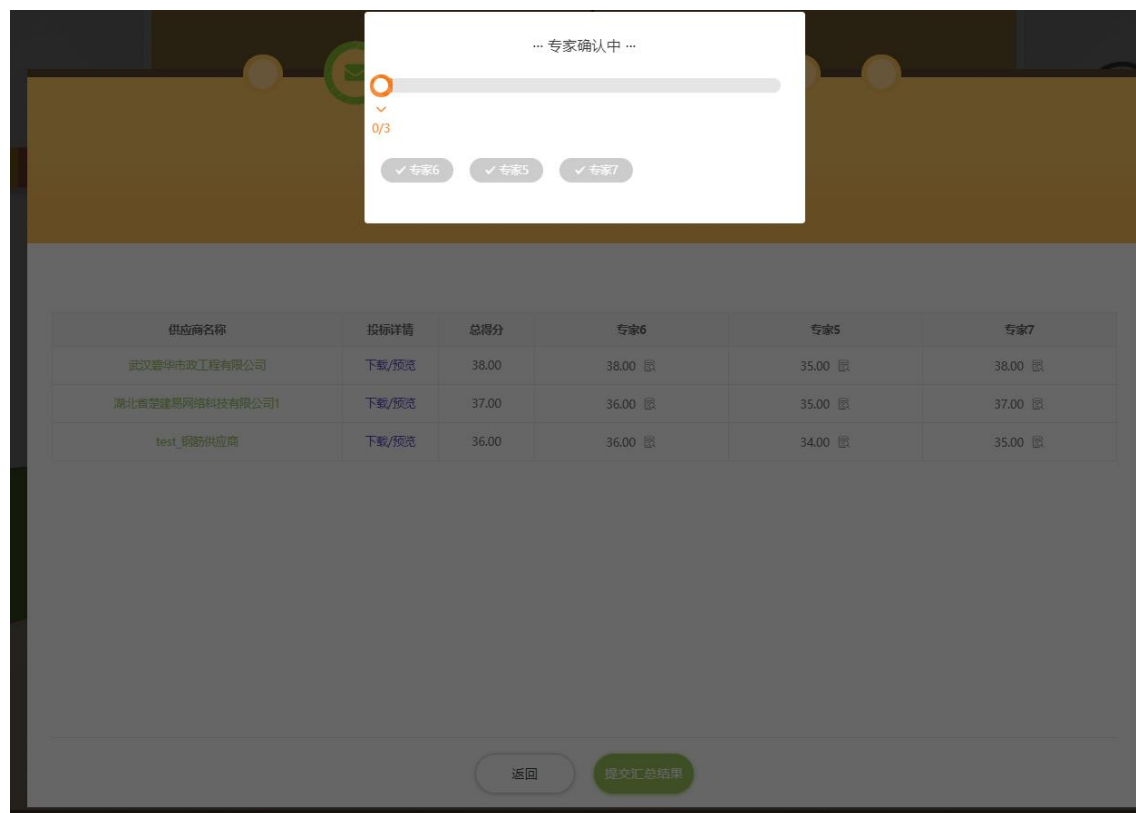 ··· 专家确认中 ···
0/3
专家6 专家5 专家7
供应商名称 投标详情 总得分 专家6 专家5 专家7
武汉碧华市政工程有限公司 下载/预览 38.00 38.00 35.00 38.00
湖北首楚建易网络科技有限公司1 下载/预览 37.00 36.00 35.00 37.00
test_钢筋供应商 下载/预览 36.00 36.00 34.00 35.00
返回 提交汇总结果